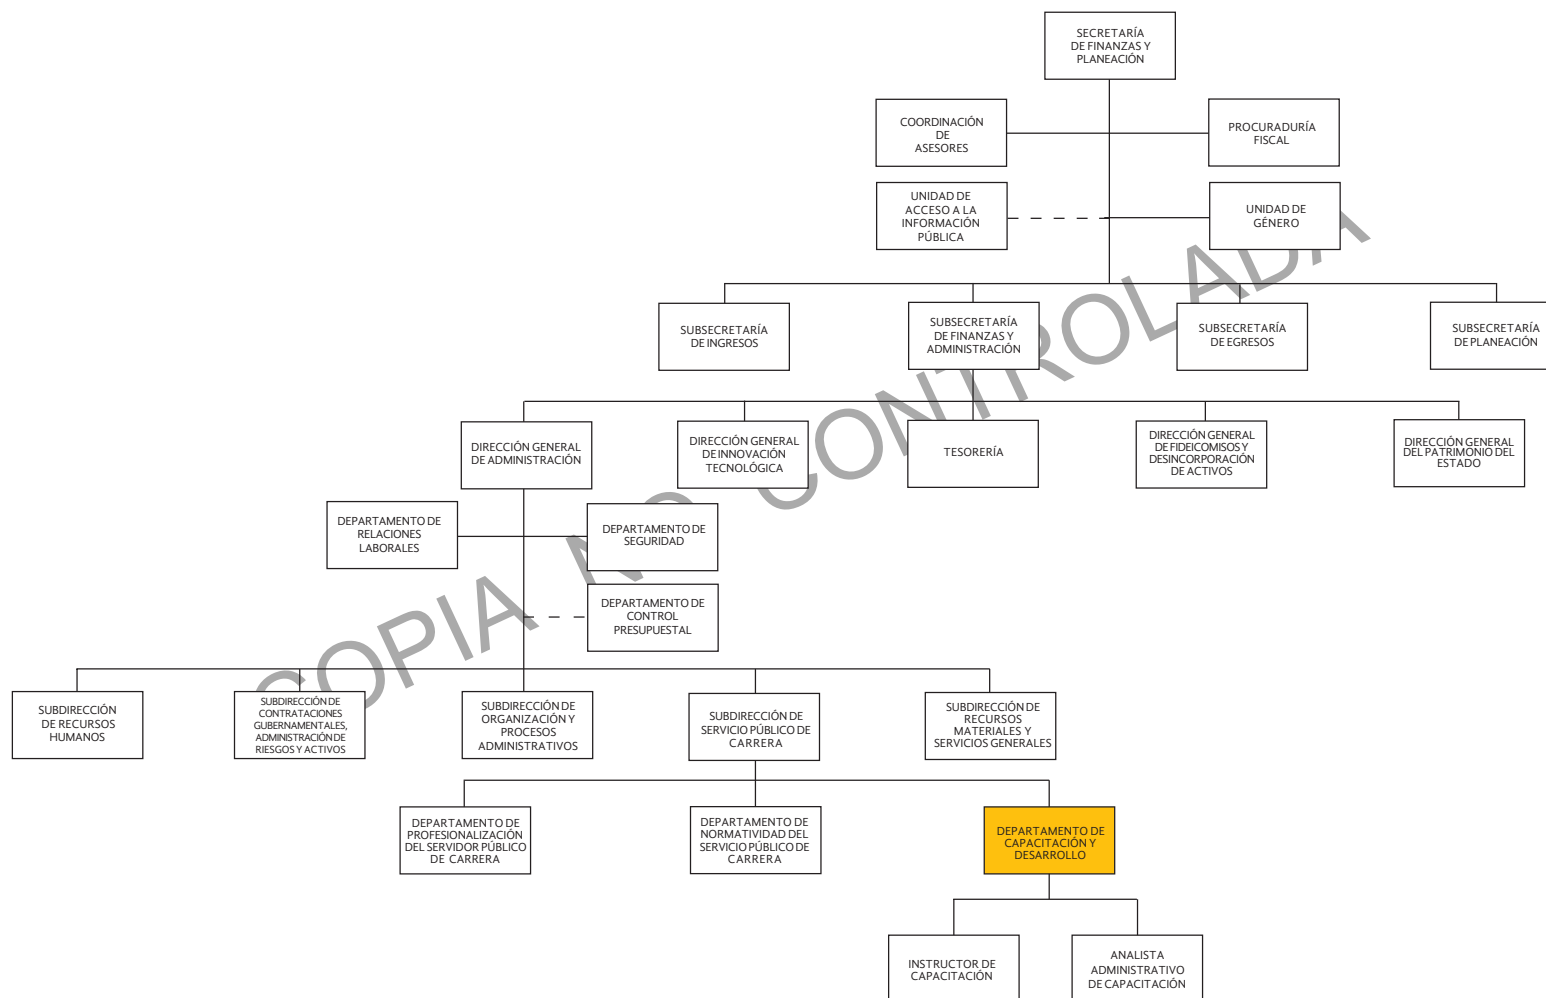 SECRETARÍA
DE FINANZAS Y
PLANEACIÓN
COORDINACIÓN
DE
ASESORES
PROCURADURÍA
FISCAL
UNIDAD DE
ACCESO A LA
INFORMACIÓN
PÚBLICA
UNIDAD DE
GÉNERO
SUBSECRETARÍA
DE INGRESOS
SUBSECRETARÍA
DE FINANZAS Y
ADMINISTRACIÓN
SUBSECRETARÍA
DE EGRESOS
SUBSECRETARÍA
DE PLANEACIÓN
DIRECCIÓN GENERAL
DE ADMINISTRACIÓN
DIRECCIÓN GENERAL
DE INNOVACIÓN
TECNOLÓGICA
TESORERÍA
DIRECCIÓN GENERAL
DE FIDEICOMISOS Y
DESINCORPORACIÓN
DE ACTIVOS
DIRECCIÓN GENERAL
DEL PATRIMONIO DEL
ESTADO
DEPARTAMENTO DE
RELACIONES
LABORALES
DEPARTAMENTO DE
SEGURIDAD
DEPARTAMENTO DE
CONTROL
PRESUPUESTAL
COPIA NO CONTROLADA
SUBDIRECCIÓN
DE RECURSOS
HUMANOS
SUBDIRECCIÓN DE
CONTRATACIONES
GUBERNAMENTALES,
ADMINISTRACIÓN DE
RIESGOS Y ACTIVOS
SUBDIRECCIÓN DE
ORGANIZACIÓN Y
PROCESOS
ADMINISTRATIVOS
SUBDIRECCIÓN DE
SERVICIO PÚBLICO DE
CARRERA
SUBDIRECCIÓN DE
RECURSOS
MATERIALES Y
SERVICIOS GENERALES
DEPARTAMENTO DE
PROFESIONALIZACIÓN
DEL SERVIDOR PÚBLICO
DE CARRERA
DEPARTAMENTO DE
NORMATIVIDAD DEL
SERVICIO PÚBLICO DE
CARRERA
DEPARTAMENTO DE
CAPACITACIÓN Y
DESARROLLO
INSTRUCTOR DE
CAPACITACIÓN
ANALISTA
ADMINISTRATIVO
DE CAPACITACIÓN